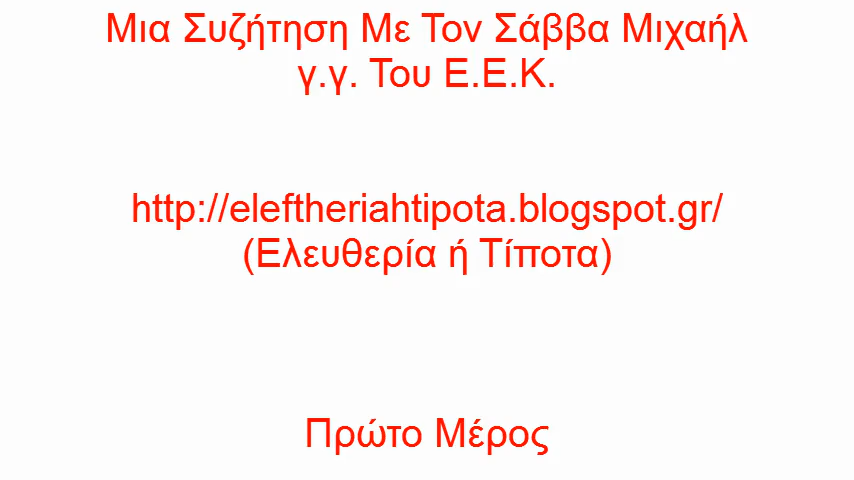 Μια Συζήτηση Με Τον Σάββα Μιχαήλ
γ.γ. Του Ε.Ε.Κ.
http://eleftheriahtipota.blogspot.gr/
(Ελευθερία ή Τίποτα)
Πρώτο Μέρος